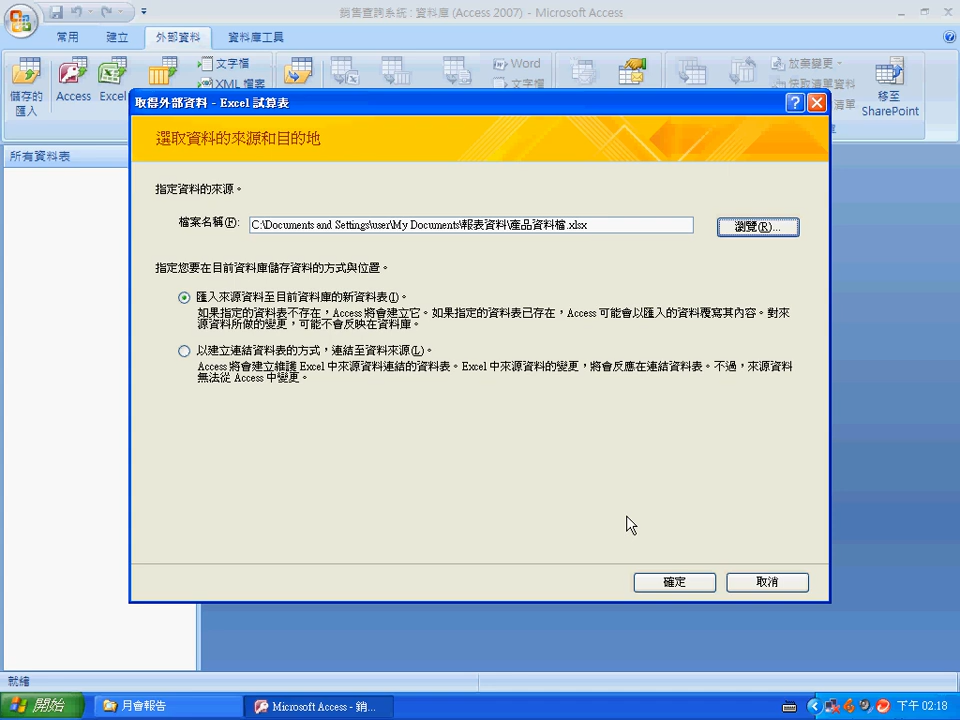 銷售查詢系統 : 資料庫 (Access 2007) - Microsoft Access
常用 建立 外部資料 資料庫工具
儲存的匯入
Access
Excel
文字檔
XML 檔案
Word
文字檔
放棄變更
快取清單資料
清單
移至 SharePoint
取得外部資料 - Excel 試算表
選取資料的來源和目的地
所有資料表
指定資料的來源。
檔案名稱(F):
C:\Documents and Settings\user\My Documents\報表資料\產品資料檔.xlsx
瀏覽(R)...
指定您要在目前資料庫儲存資料的方式與位置。
匯入來源資料至目前資料庫的新資料表(I)。
如果指定的資料表不存在，Access 將會建立它。如果指定的資料表已存在，Access 可能會以匯入的資料覆寫其內容。對來
源資料所做的變更，可能不會反映在資料庫。
以建立連結資料表的方式，連結至資料來源(L)。
Access 將會建立維護 Excel 中來源資料連結的資料表。Excel 中來源資料的變更，將會反應在連結資料表。不過，來源資料
無法從 Access 中變更。
確定
取消
就緒
開始
月會報告
Microsoft Access - 銷...
下午 02:18